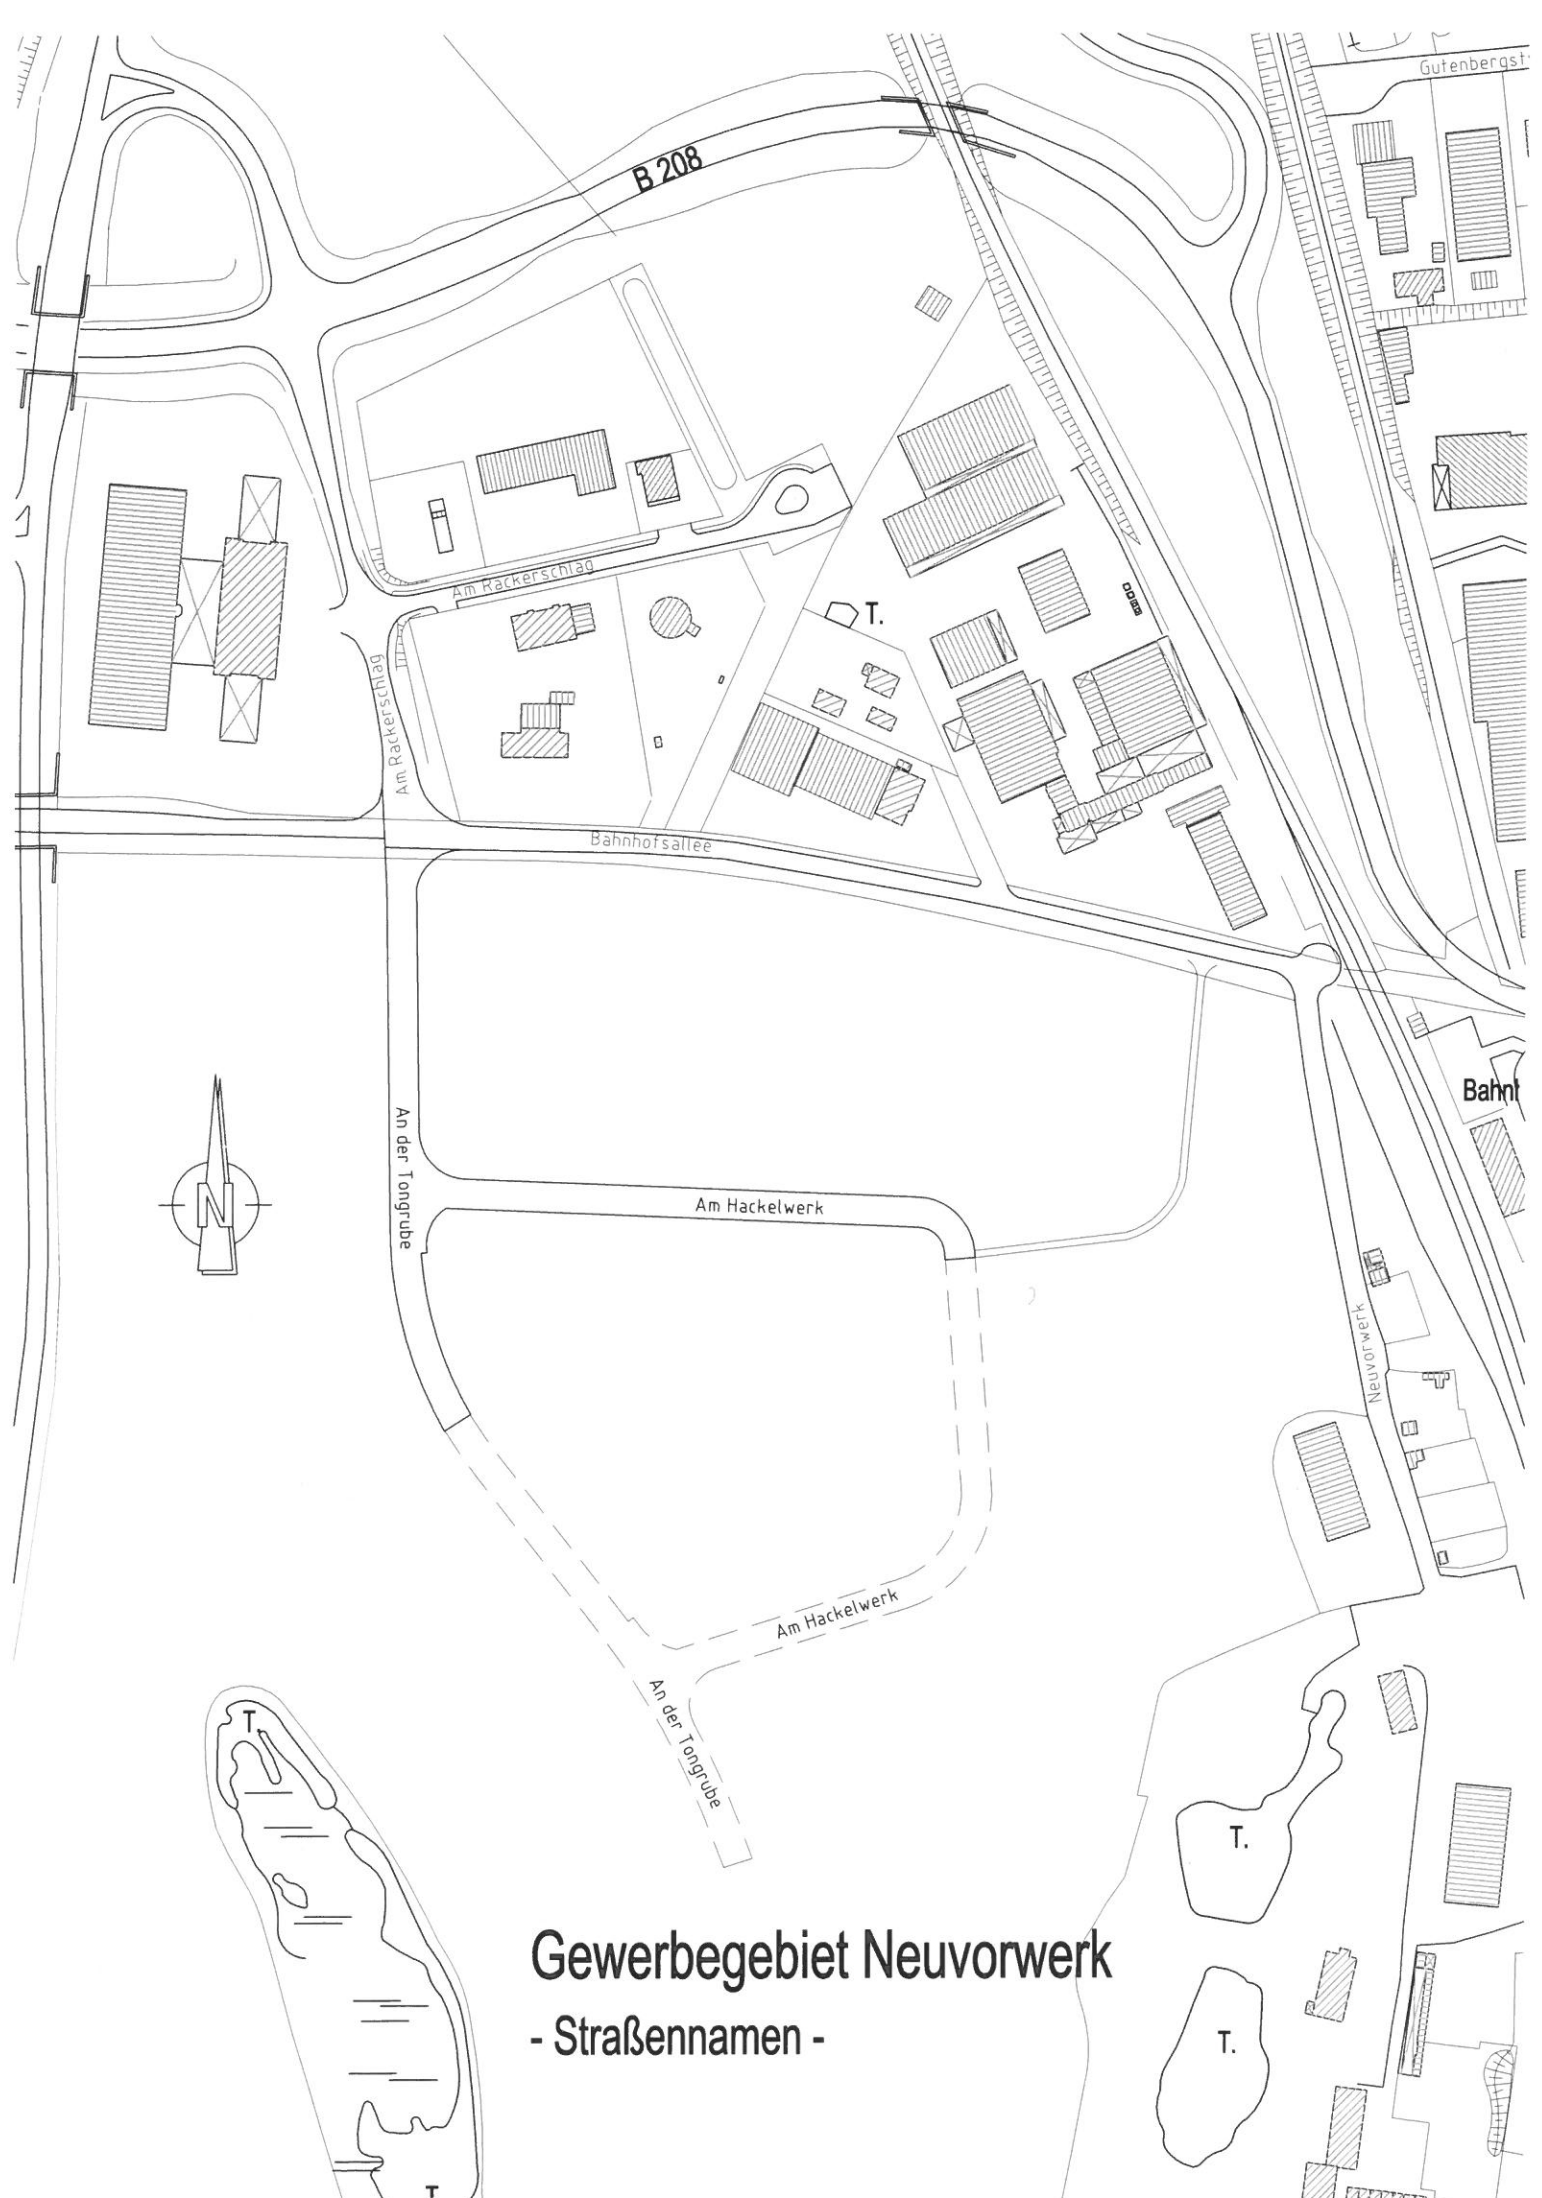 Gutenbergst
B 208
Am Rackerschlag
T.
Am Rackerschlag
Bahnhofsallee
Bahnh
An der Tongrube
N
Am Hackelwerk
Neuvorwerk
Am Hackelwerk
An der Tongrube
T.
T.
Gewerbegebiet Neuvorwerk
- Straßennamen -
T.
T.